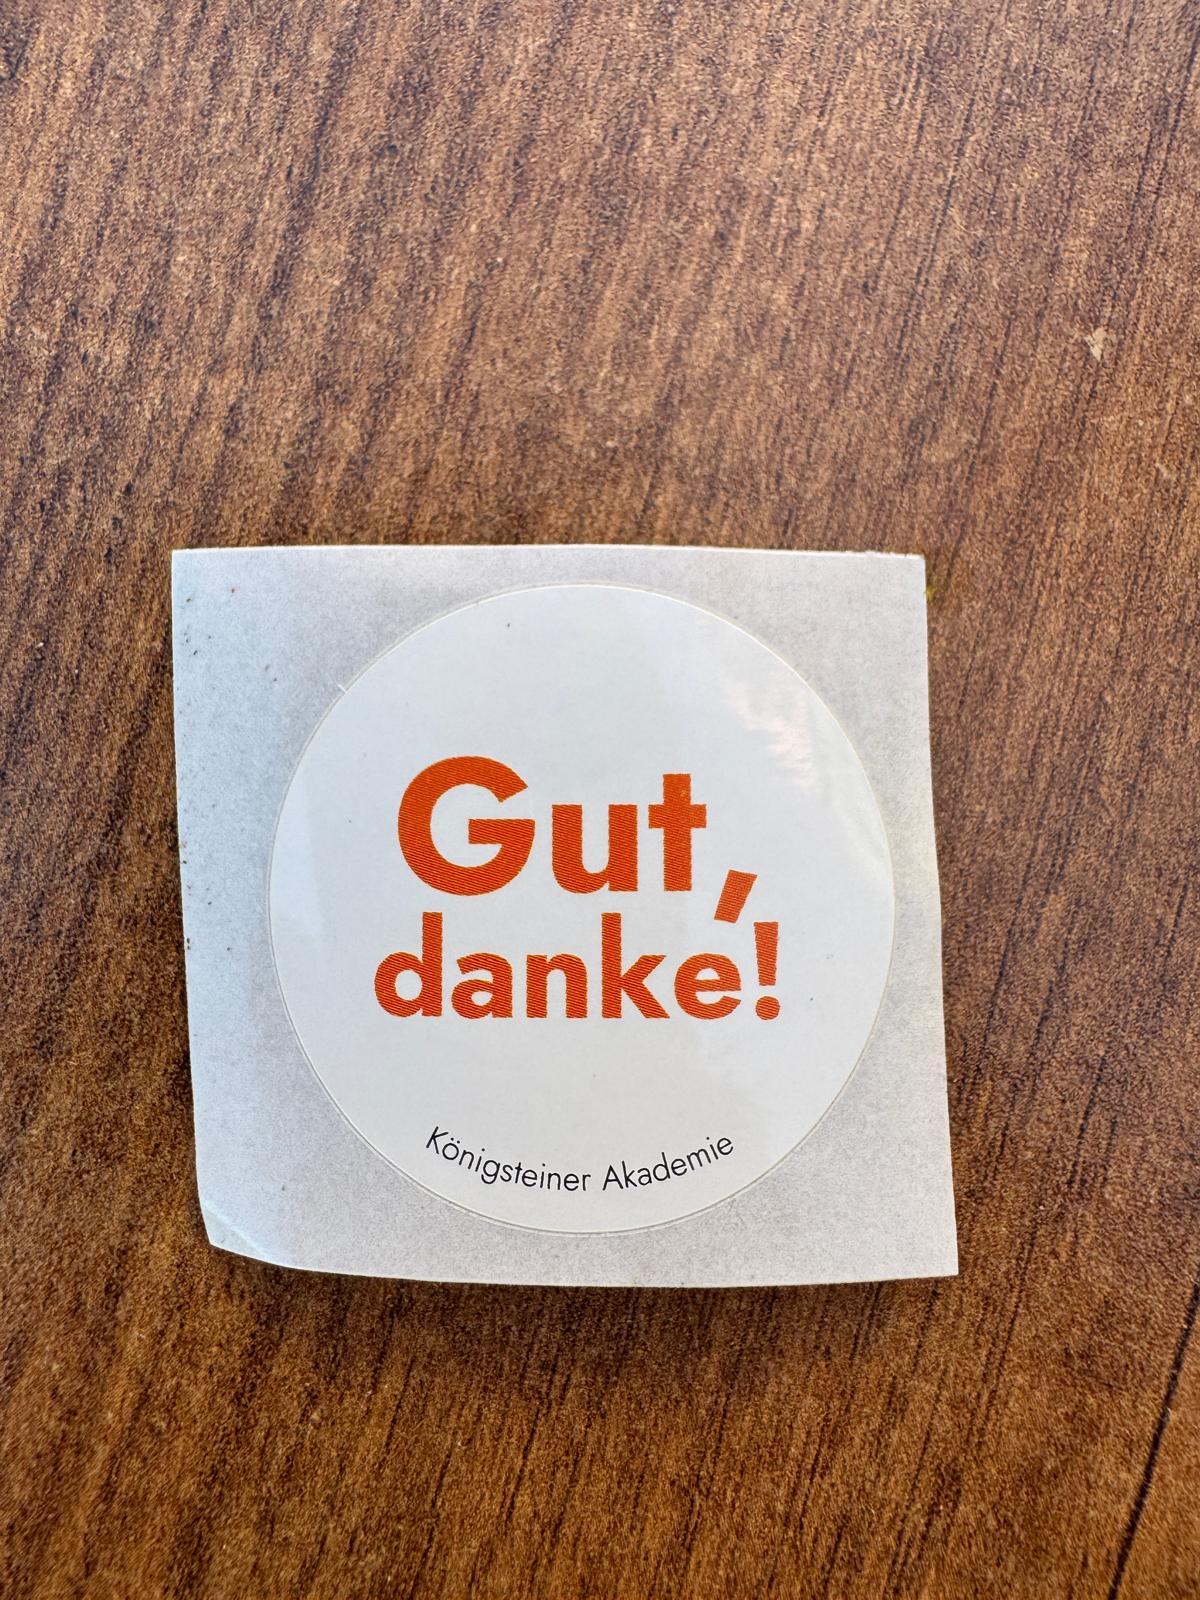 Gut,
danke!
Königsteiner Akademie